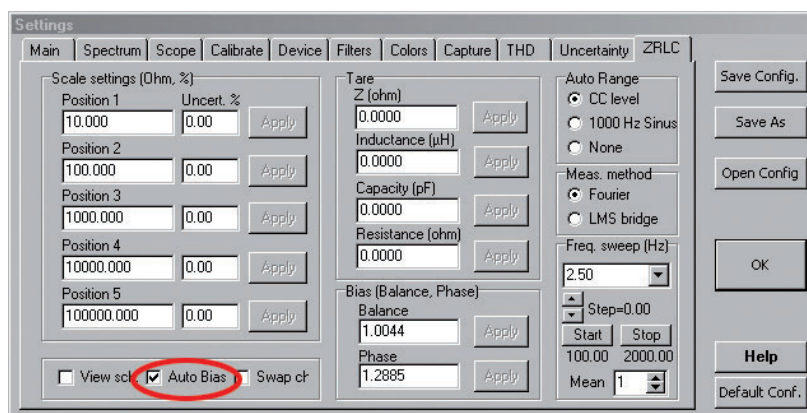 Settings
Main Spectrum Scope Calibrate Device Filters Colors Capture THD Uncertainty ZRLC
Scale settings (Ohm, %)
Position 1 Uncert. %
10.000 0.00 Apply
Position 2
100.000 0.00 Apply
Position 3
1000.000 0.00 Apply
Position 4
10000.000 0.00 Apply
Position 5
100000.000 0.00 Apply
View sch. Auto Bias Swap ch
Tare
Z (ohm)
0.0000 Apply
Inductance (µH)
0.0000 Apply
Capacity (pF)
0.0000 Apply
Resistance (ohm)
0.0000 Apply
Bias (Balance, Phase)
Balance
1.0044 Apply
Phase
1.2885 Apply
Auto Range
CC level
1000 Hz Sinus
None
Meas. method
Fourier
LMS bridge
Freq. sweep (Hz)
2.50
Step=0.00
Start Stop
100.00 2000.00
Mean 1
Save Config.
Save As
Open Config
OK
Help
Default Conf.